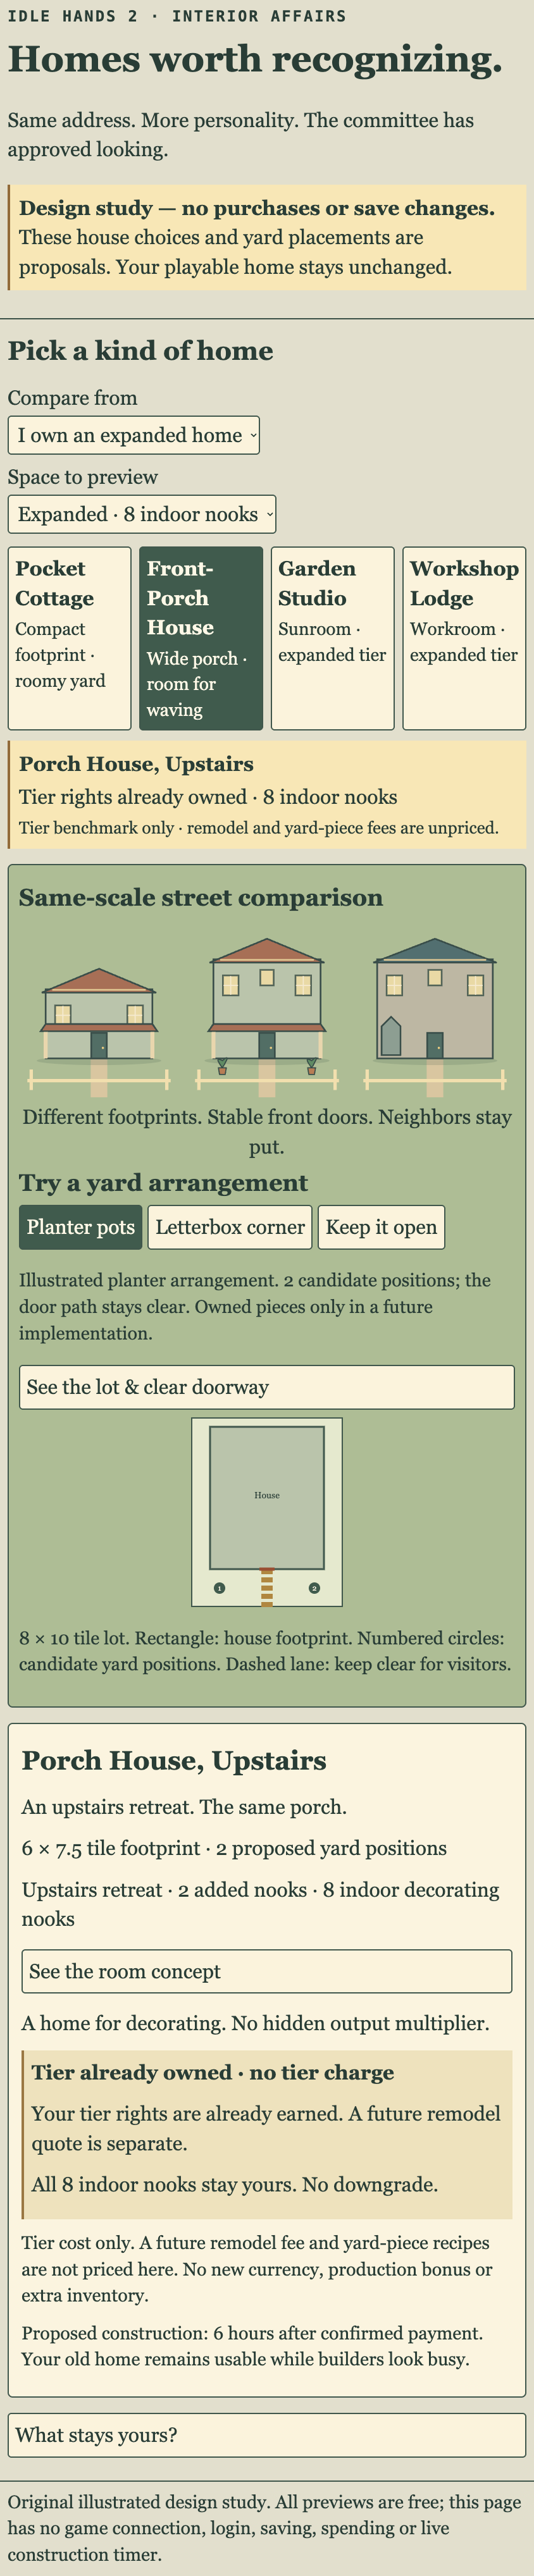 IDLE HANDS 2 · INTERIOR AFFAIRS
Homes worth recognizing.
Same address. More personality. The committee has
approved looking.
Design study — no purchases or save changes.
These house choices and yard placements are
proposals. Your playable home stays unchanged.
Pick a kind of home
Compare from
I own an expanded home
Space to preview
Expanded · 8 indoor nooks
Pocket
Cottage
Compact
footprint ·
roomy yard
Front-
Porch
House
Wide porch ·
room for
waving
Garden
Studio
Sunroom ·
expanded tier
Workshop
Lodge
Workroom ·
expanded tier
Porch House, Upstairs
Tier rights already owned · 8 indoor nooks
Tier benchmark only · remodel and yard-piece fees are unpriced.
Same-scale street comparison
Different footprints. Stable front doors. Neighbors stay
put.
Try a yard arrangement
Planter pots
Letterbox corner
Keep it open
Illustrated planter arrangement. 2 candidate positions; the
door path stays clear. Owned pieces only in a future
implementation.
See the lot & clear doorway
House
1
2
8 × 10 tile lot. Rectangle: house footprint. Numbered circles:
candidate yard positions. Dashed lane: keep clear for visitors.
Porch House, Upstairs
An upstairs retreat. The same porch.
6 × 7.5 tile footprint · 2 proposed yard positions
Upstairs retreat · 2 added nooks · 8 indoor decorating
nooks
See the room concept
A home for decorating. No hidden output multiplier.
Tier already owned · no tier charge
Your tier rights are already earned. A future remodel
quote is separate.
All 8 indoor nooks stay yours. No downgrade.
Tier cost only. A future remodel fee and yard-piece recipes
are not priced here. No new currency, production bonus or
extra inventory.
Proposed construction: 6 hours after confirmed payment.
Your old home remains usable while builders look busy.
What stays yours?
Original illustrated design study. All previews are free; this page
has no game connection, login, saving, spending or live
construction timer.